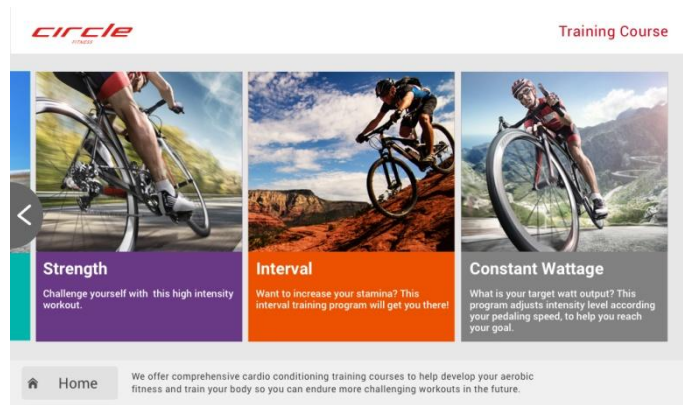 circle
FITNESS
Training Course
Strength
Challenge yourself with this high intensity
workout.
Interval
Want to increase your stamina? This
interval training program will get you there!
Constant Wattage
What is your target watt output? This
program adjusts intensity level according
your pedaling speed, to help you reach
your goal.
Home
We offer comprehensive cardio conditioning training courses to help develop your aerobic
fitness and train your body so you can endure more challenging workouts in the future.